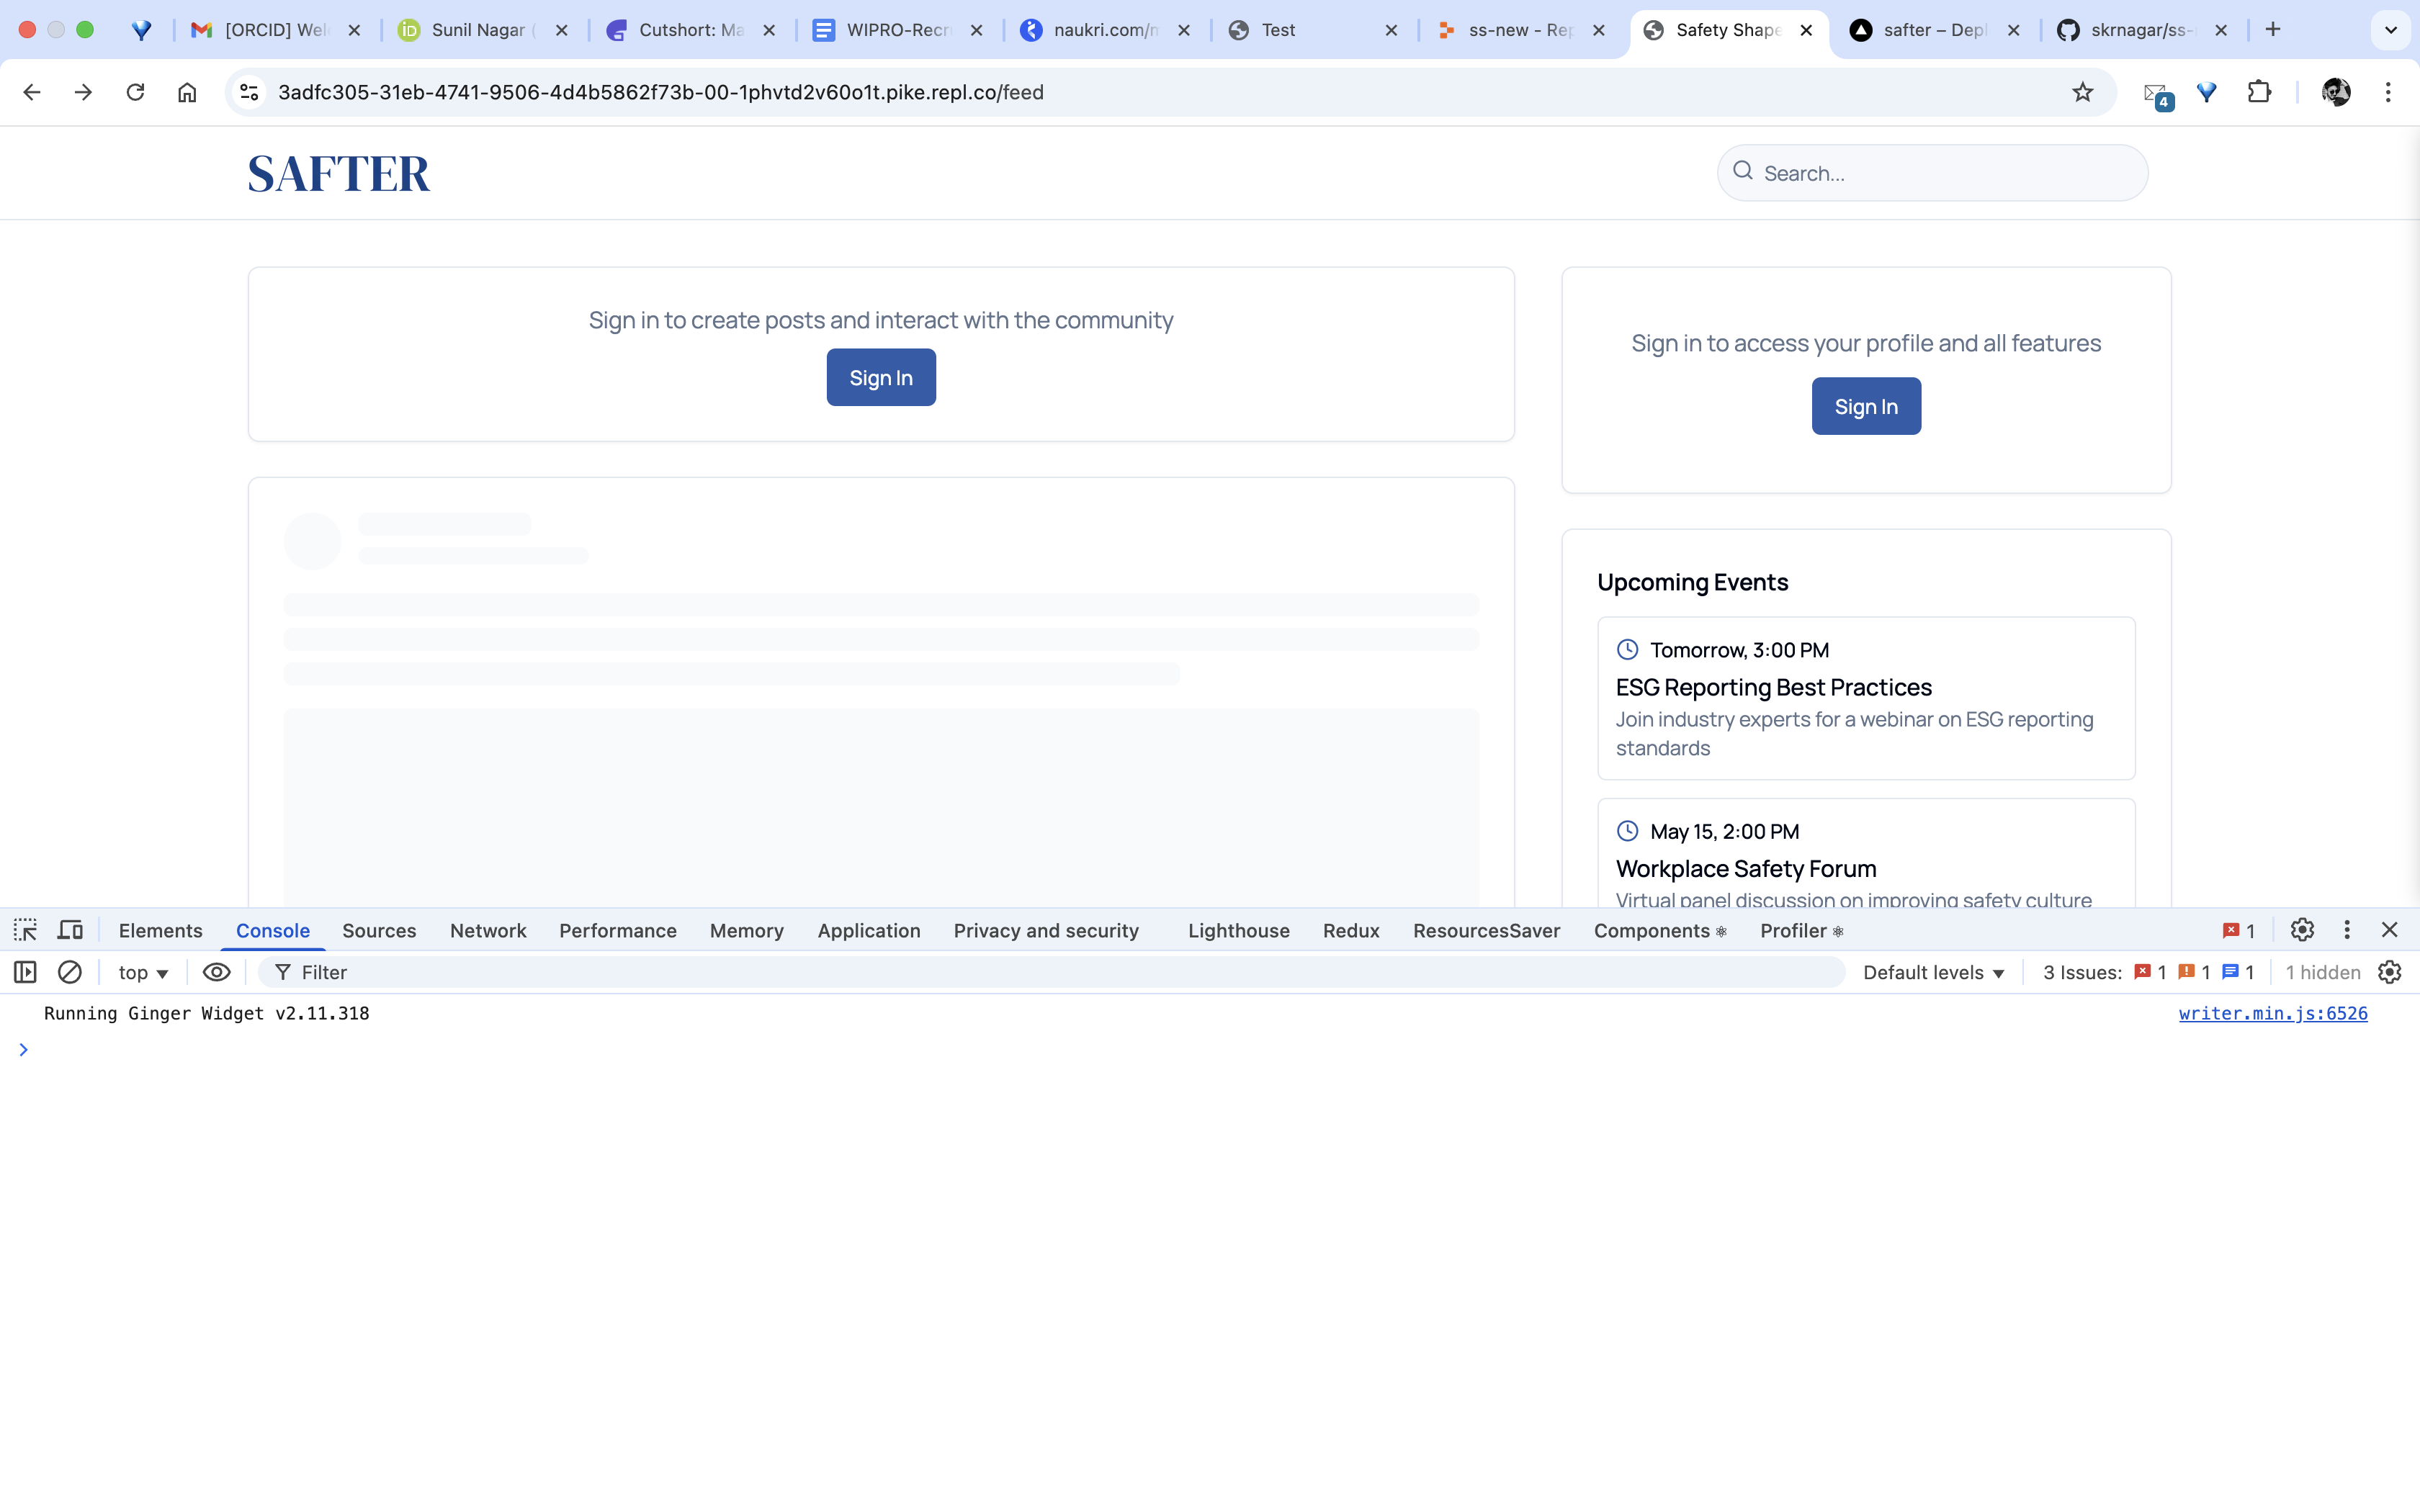 [ORCID] Wel
Sunil Nagar (
Cutshort: Ma
WIPRO-Recr
naukri.com/m
Test
ss-new - Rep
Safety Shape
safter – Depl
skrnagar/ss-
3adfc305-31eb-4741-9506-4d4b5862f73b-00-1phvtd2v60o1t.pike.repl.co/feed
4
SAFTER
Search...
Sign in to create posts and interact with the community
Sign In
Sign in to access your profile and all features
Sign In
Upcoming Events
Tomorrow, 3:00 PM
ESG Reporting Best Practices
Join industry experts for a webinar on ESG reporting
standards
May 15, 2:00 PM
Workplace Safety Forum
Virtual panel discussion on improving safety culture
Elements Console Sources Network Performance Memory Application Privacy and security Lighthouse Redux ResourcesSaver Components Profiler 1
top Filter Default levels 3 Issues: 1 1 1 1 hidden
Running Ginger Widget v2.11.318 writer.min.js:6526